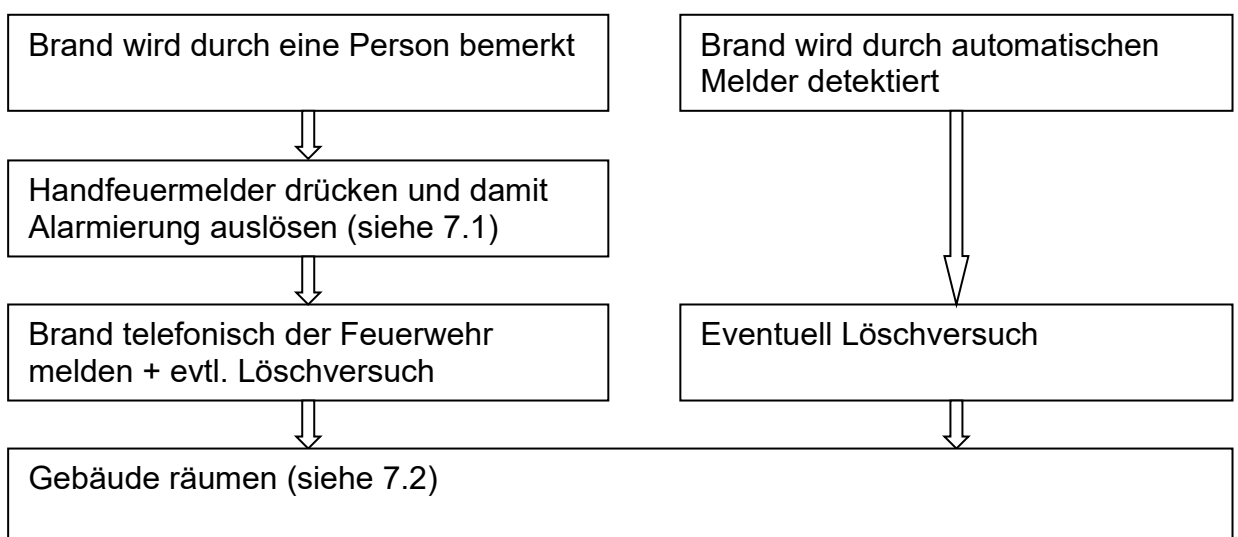 Brand wird durch eine Person bemerkt
Brand wird durch automatischen
Melder detektiert
Handfeuermelder drücken und damit
Alarmierung auslösen (siehe 7.1)
Brand telefonisch der Feuerwehr
melden + evtl. Löschversuch
Eventuell Löschversuch
Gebäude räumen (siehe 7.2)